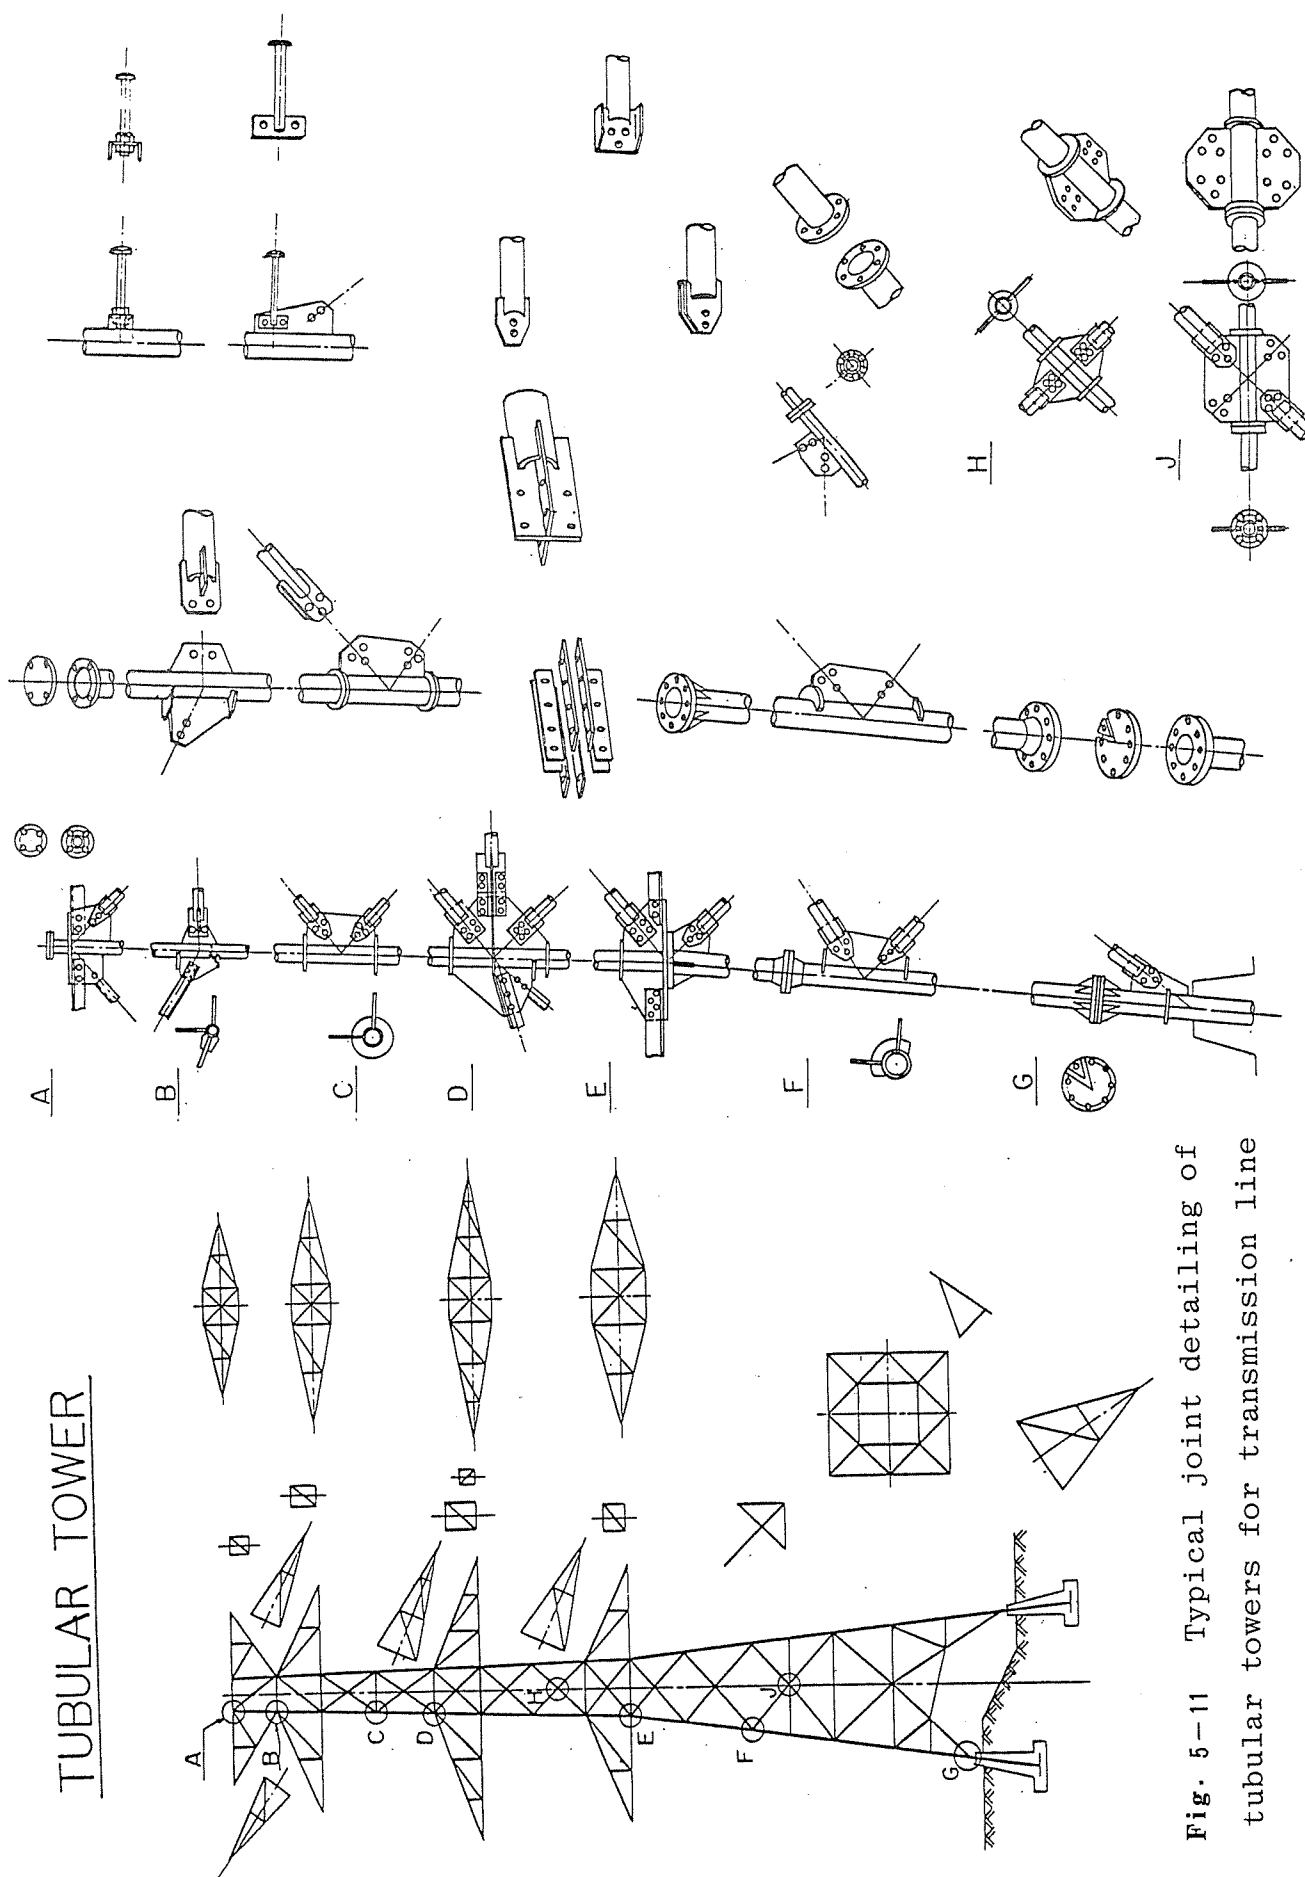 TUBULAR TOWER
A
B
C
D
H
E
F
J
G
A
B
C
D
E
F
G
H
J
Fig. 5-11 Typical joint detailing of
tubular towers for transmission line